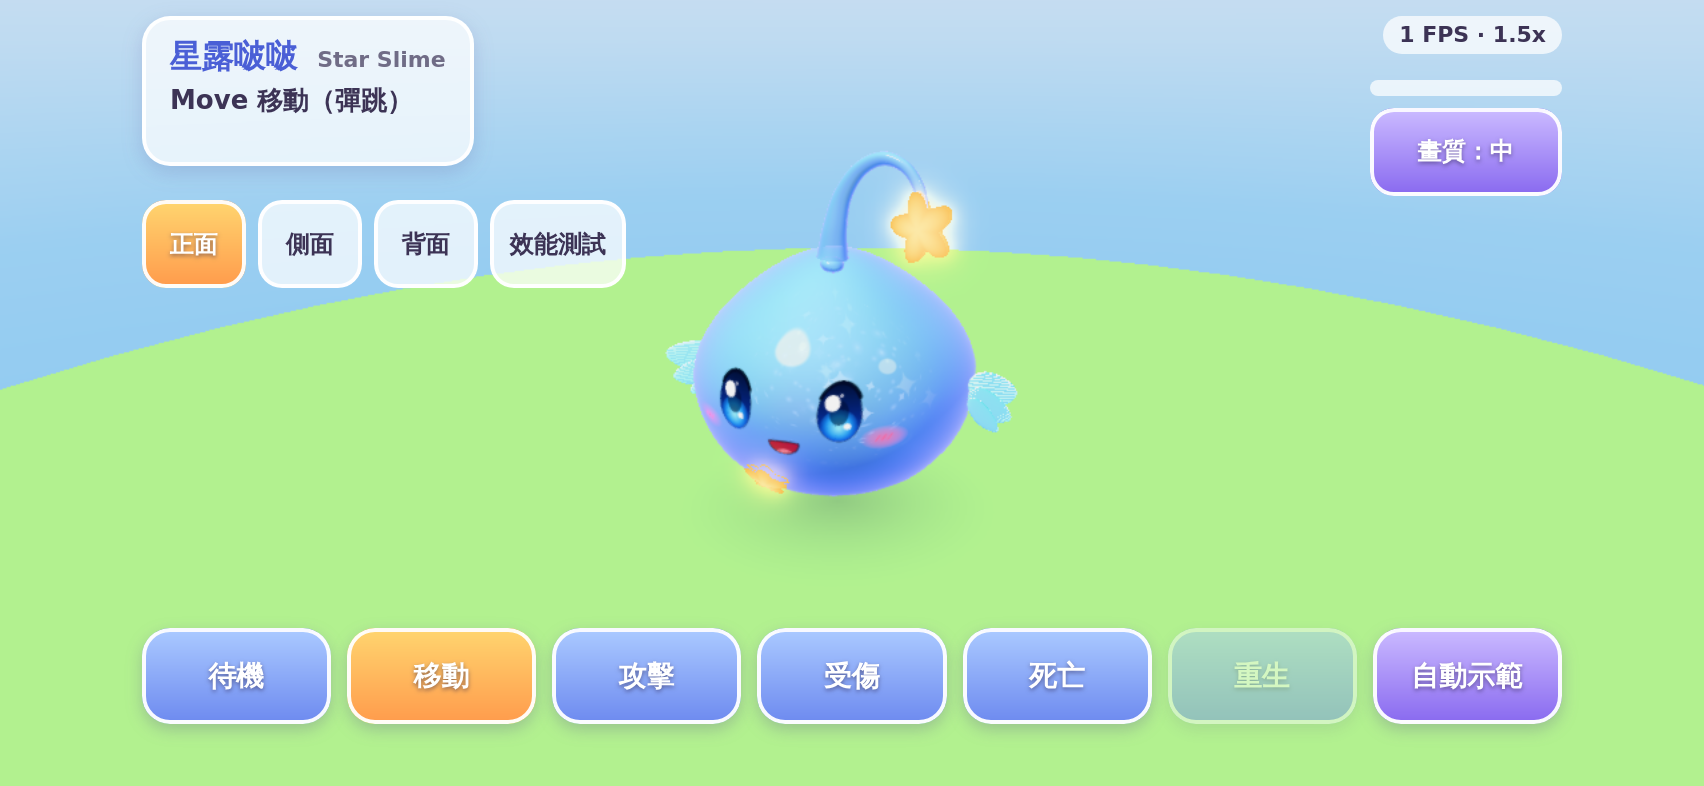 星露啵啵 Star Slime
Move 移動（彈跳）
1 FPS · 1.5x
畫質：中
正面
側面
背面
效能測試
待機
移動
攻擊
受傷
死亡
重生
自動示範